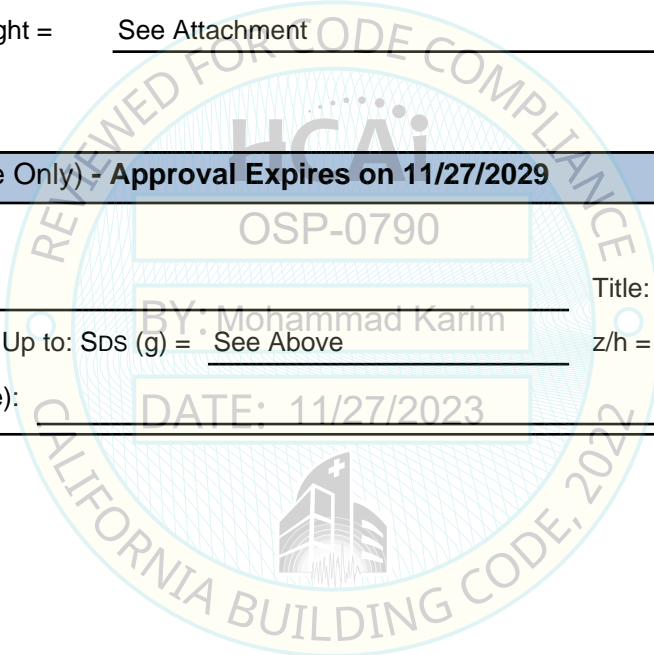 ght = See Attachment
REVIEWED FOR CODE COMPLIANCE
HCAi
e Only) - Approval Expires on 11/27/2029
OSP-0790
Title:
BY: Mohammad Karim
Up to: SDS (g) = See Above z/h =
e):
DATE: 11/27/2023
CALIFORNIA BUILDING CODE, 2022